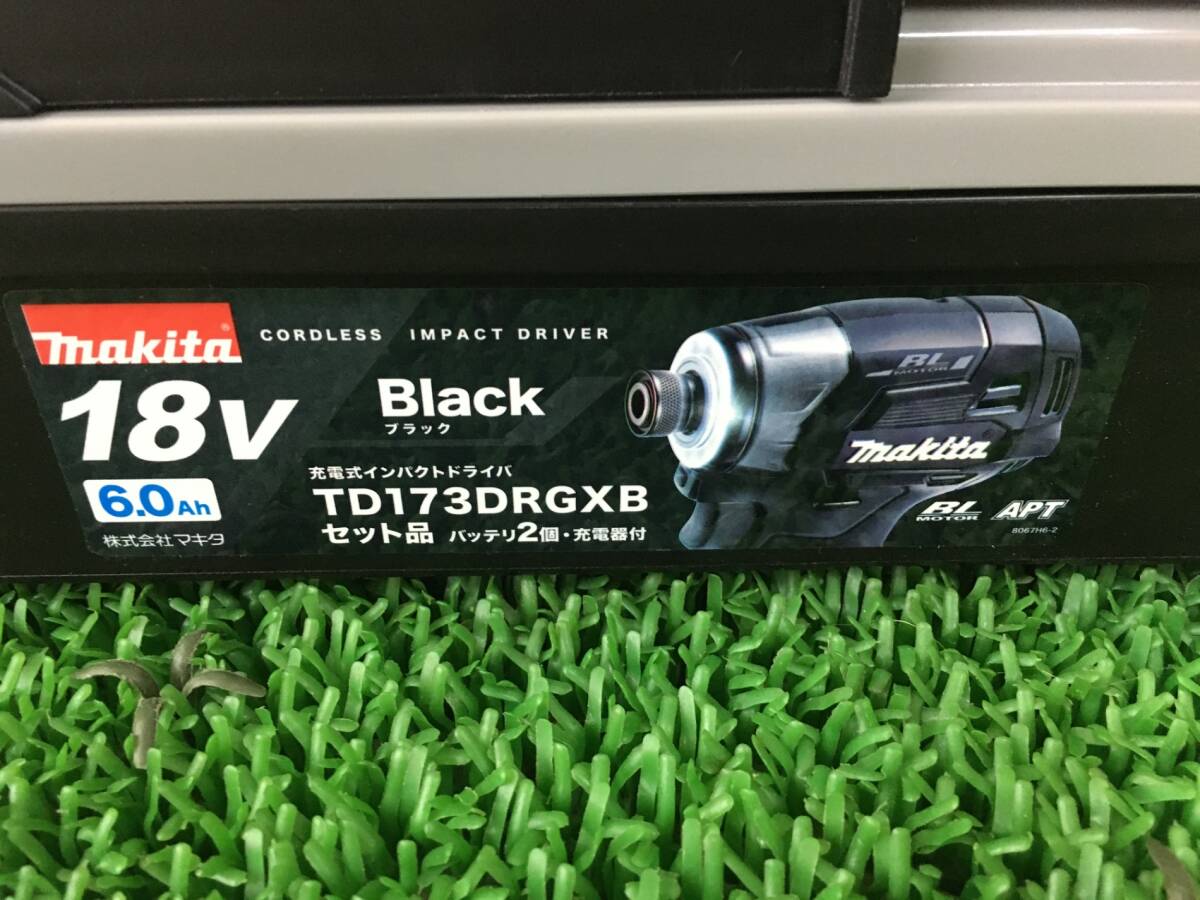 makita®
CORDLESS IMPACT DRIVER
18V
Black
ブラック
6.0Ah
充電式インパクトドライバ
TD173DRGXB
セット品 バッテリ2個・充電器付
株式会社マキタ
BL
MOTOR
makita
BL
MOTOR
APT
8067H6-2